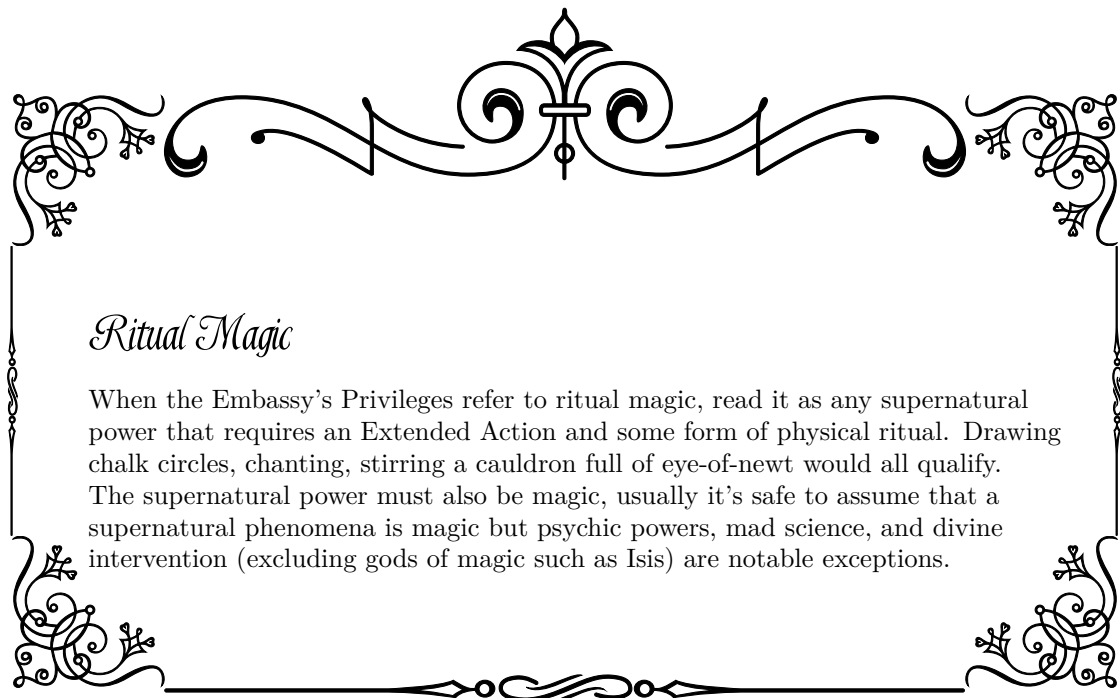 Ritual Magic
When the Embassy's Privileges refer to ritual magic, read it as any supernatural
power that requires an Extended Action and some form of physical ritual. Drawing
chalk circles, chanting, stirring a cauldron full of eye-of-newt would all qualify.
The supernatural power must also be magic, usually it's safe to assume that a
supernatural phenomena is magic but psychic powers, mad science, and divine
intervention (excluding gods of magic such as Isis) are notable exceptions.